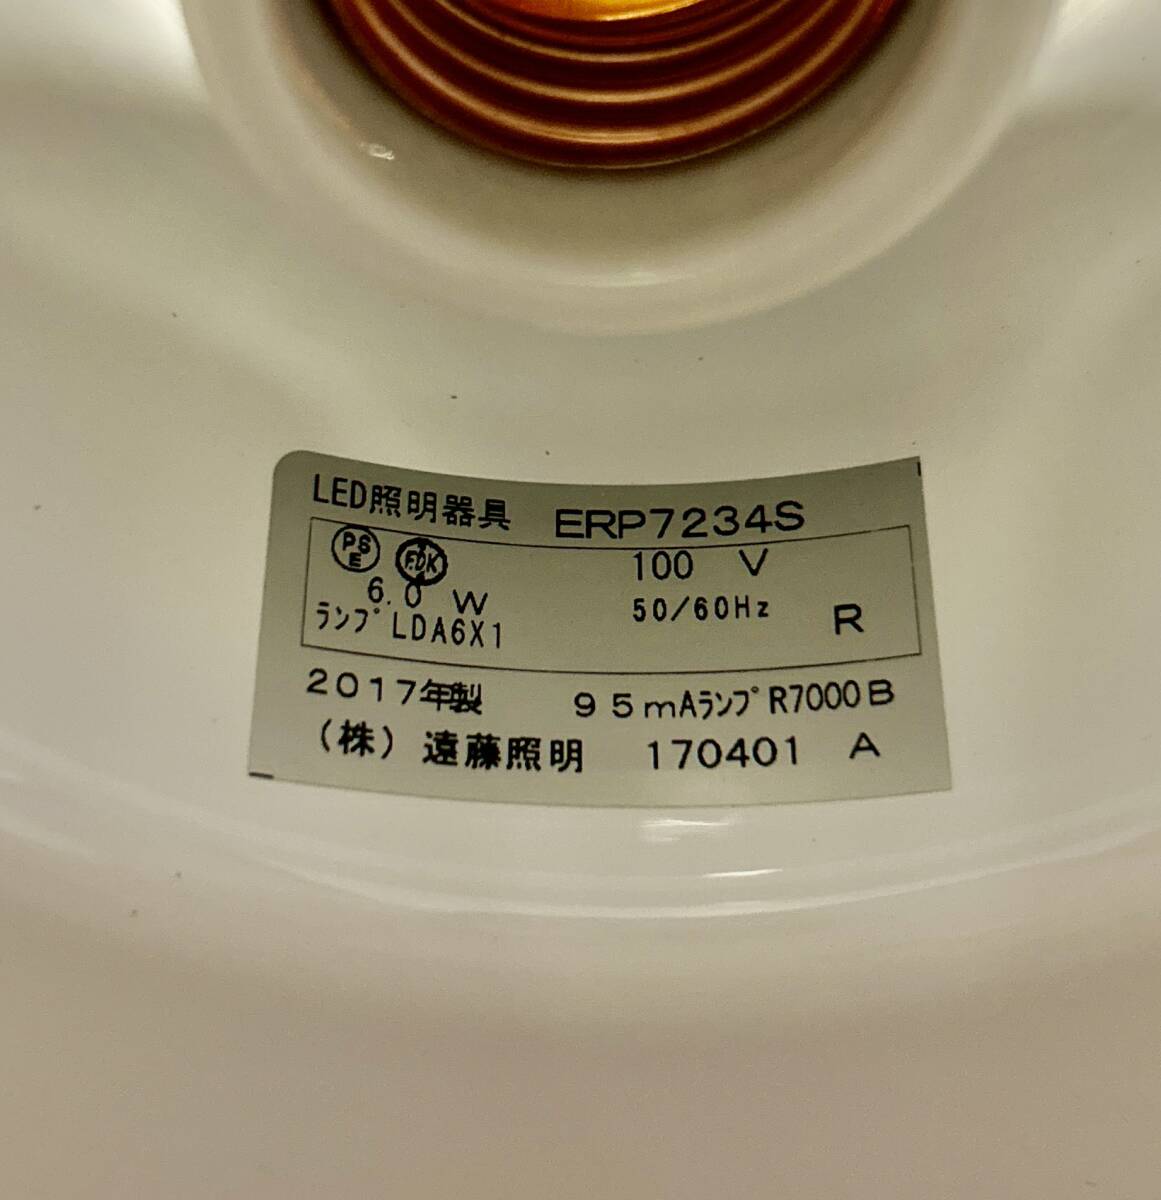 LED照明器具 ERP7234S
PSE F.DK 100 V
6.0 W 50/60Hz R
ランプ LDA6X1
2017年製 95mAランプ R7000B
(株)遠藤照明 170401 A